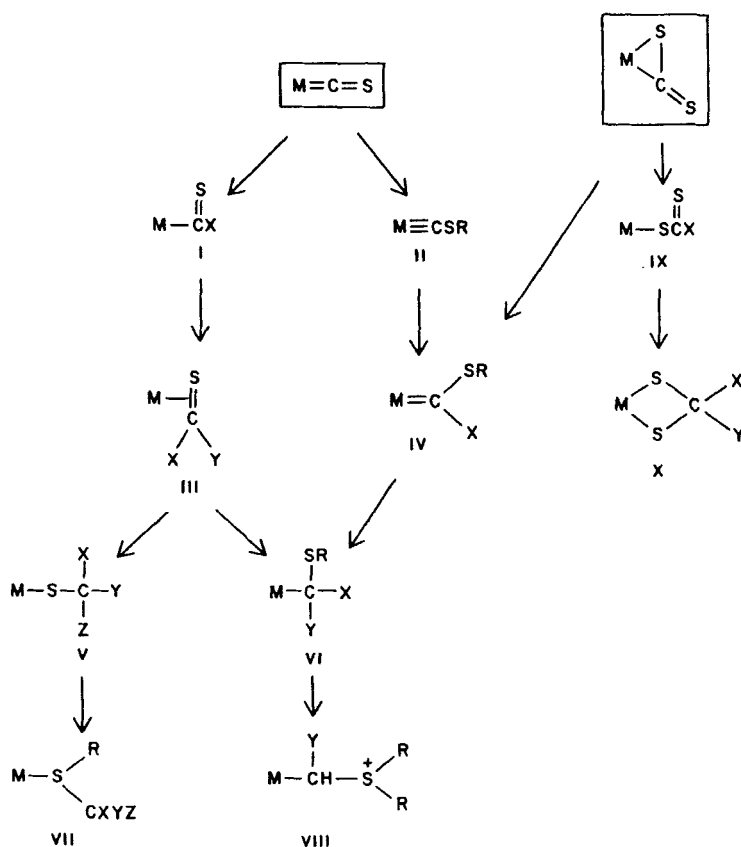 M=C=S
S
M
C
S
S
M—CX
I
M≡CSR
II
S
M—SCX
IX
S
M—
C
X Y
III
SR
M=C
X
IV
S X
M C
S Y
X
X
M—S—C—Y
Z
V
SR
M—C—X
Y
VI
R
M—S
CXYZ
VII
Y
R
M—CH—S+
R
VIII